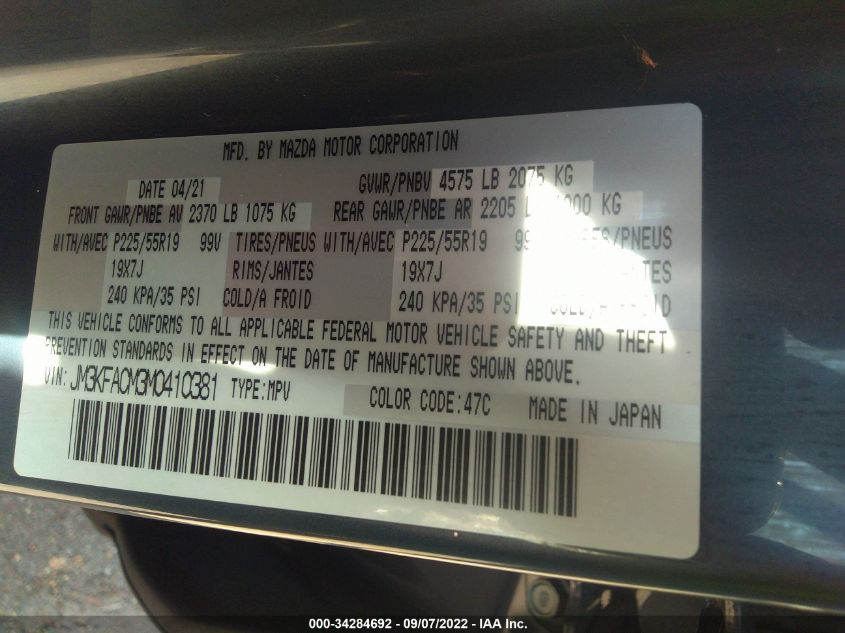 MFD. BY MAZDA MOTOR CORPORATION
DATE 04/21 GVWR/PNBV 4575 LB 2075 KG
FRONT GAWR/PNBE AV 2370 LB 1075 KG REAR GAWR/PNBE AR 2205 KG
WITH/AVEC P225/55R19 99V TIRES/PNEUS WITH/AVEC P225/55R19 TIRES/PNEUS
19X7J RIMS/JANTES 19X7J
240 KPA/35 PSI COLD/A FROID 240 KPA/35 PSI COLD/A FROID
THIS VEHICLE CONFORMS TO ALL APPLICABLE FEDERAL MOTOR VEHICLE SAFETY AND THEFT
PREVENTION STANDARDS IN EFFECT ON THE DATE OF MANUFACTURE SHOWN ABOVE.
VIN: JM3KFACM3M0410381 TYPE:MPV COLOR CODE:47C MADE IN JAPAN
000-34284692 - 09/07/2022 - IAA Inc.